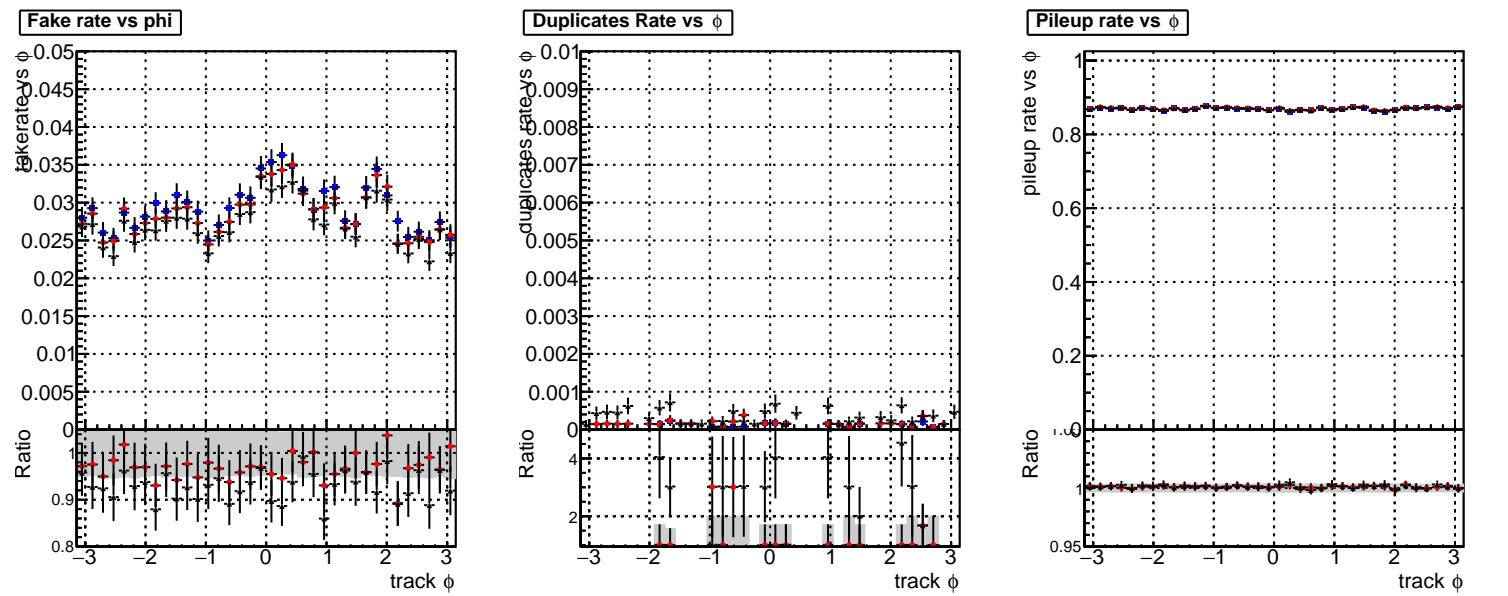 Fake rate vs phi
fakerate vs ϕ
0.05
0.045
0.04
0.035
0.03
0.025
0.02
0.015
0.01
0.005
0
Ratio
1
0.9
0.8
−3 −2 −1 0 1 2 3
track ϕ
Duplicates Rate vs ϕ
duplicates rate vs ϕ
0.01
0.009
0.008
0.007
0.006
0.005
0.004
0.003
0.002
0.001
0
Ratio
4
2
−3 −2 −1 0 1 2 3
track ϕ
Pileup rate vs ϕ
pileup rate vs ϕ
1
0.8
0.6
0.4
0.2
0
Ratio
1
0.95
−3 −2 −1 0 1 2 3
track ϕ